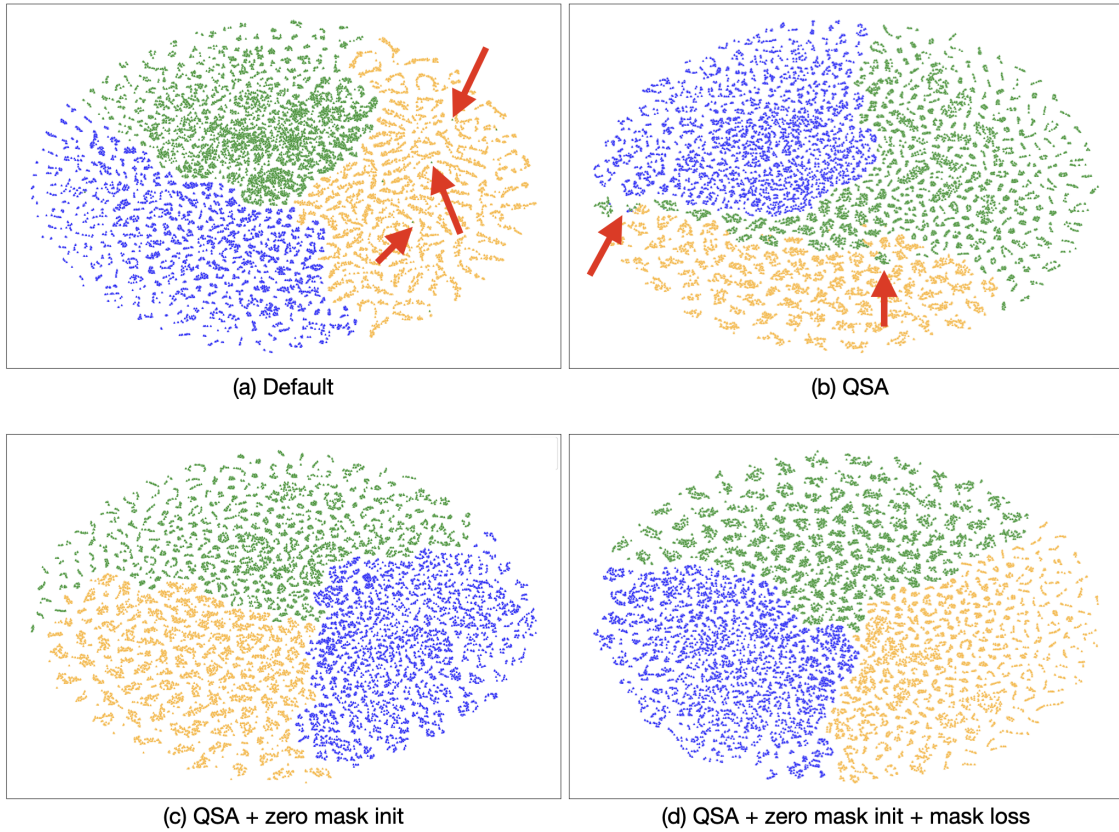 (a) Default
(b) QSA
(c) QSA + zero mask init
(d) QSA + zero mask init + mask loss